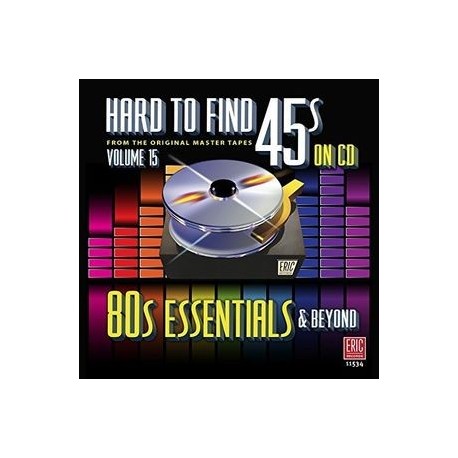 HARD TO FIND 45s
FROM THE ORIGINAL MASTER TAPES
VOLUME 15
ON CD
ERIC
80s ESSENTIALS & BEYOND
ERIC
RECORDS
11534